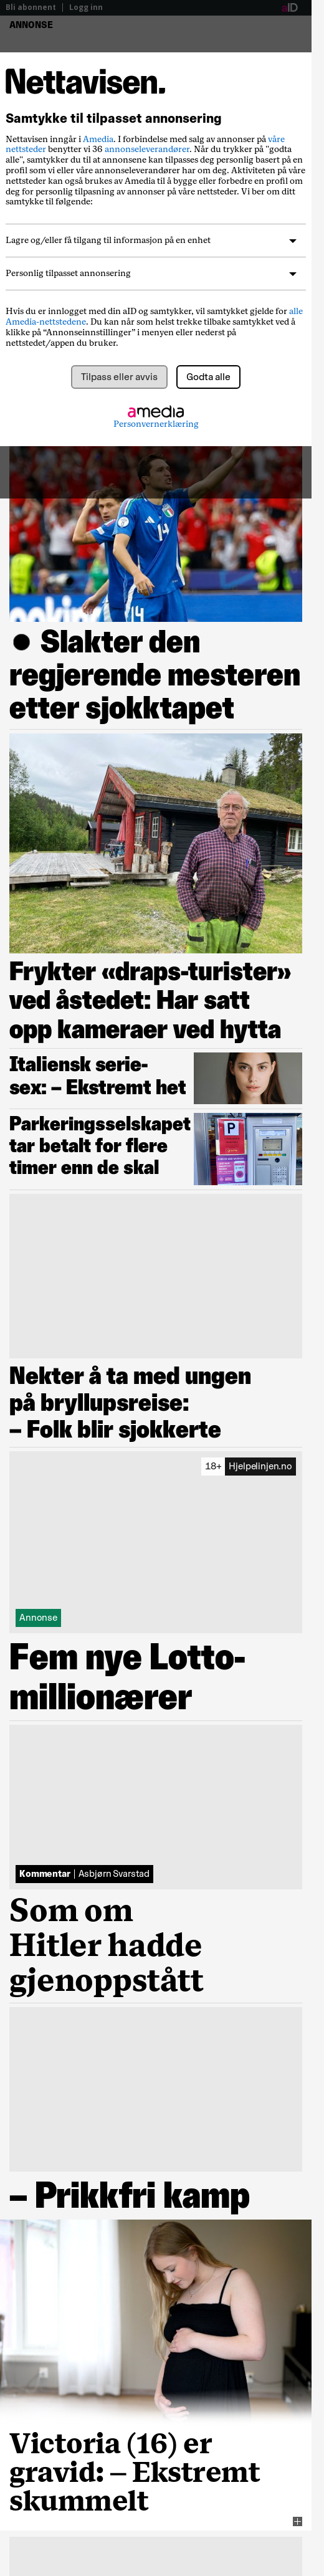 Bli abonnent | Logg inn
aID
ANNONSE
Nettavisen.
Samtykke til tilpasset annonsering
Nettavisen inngår i Amedia. I forbindelse med salg av annonser på våre
nettsteder benytter vi 36 annonseleverandører. Når du trykker på "godta
alle", samtykker du til at annonsene kan tilpasses deg personlig basert på en
profil som vi eller våre annonseleverandører har om deg. Aktiviteten på våre
nettsteder kan også brukes av Amedia til å bygge eller forbedre en profil om
deg for personlig tilpasning av annonser på våre nettsteder. Vi ber om ditt
samtykke til følgende:
Lagre og/eller få tilgang til informasjon på en enhet
Personlig tilpasset annonsering
Hvis du er innlogget med din aID og samtykker, vil samtykket gjelde for alle
Amedia-nettstedene. Du kan når som helst trekke tilbake samtykket ved å
klikke på “Annonseinnstillinger” i menyen eller nederst på
nettstedet/appen du bruker.
Tilpass eller avvis
Godta alle
amedia
Personvernerklæring
14
14
● Slakter den
regjerende mesteren
etter sjokktapet
Frykter «draps-turister»
ved åstedet: Har satt
opp kameraer ved hytta
Italiensk serie-
sex: – Ekstremt het
Parkeringsselskapet
tar betalt for flere
timer enn de skal
P
Nekter å ta med ungen
på bryllupsreise:
– Folk blir sjokkerte
18+ Hjelpelinjen.no
Annonse
Fem nye Lotto-
millionærer
Kommentar | Asbjørn Svarstad
Som om
Hitler hadde
gjenoppstått
– Prikkfri kamp
Victoria (16) er
gravid: – Ekstremt
skummelt